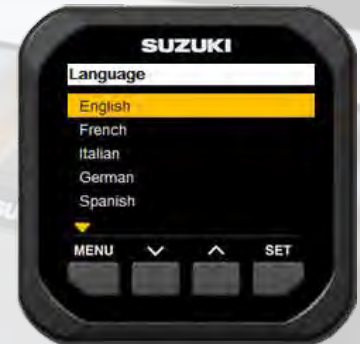 SUZUKI
Language
English
French
Italian
German
Spanish
MENU SET